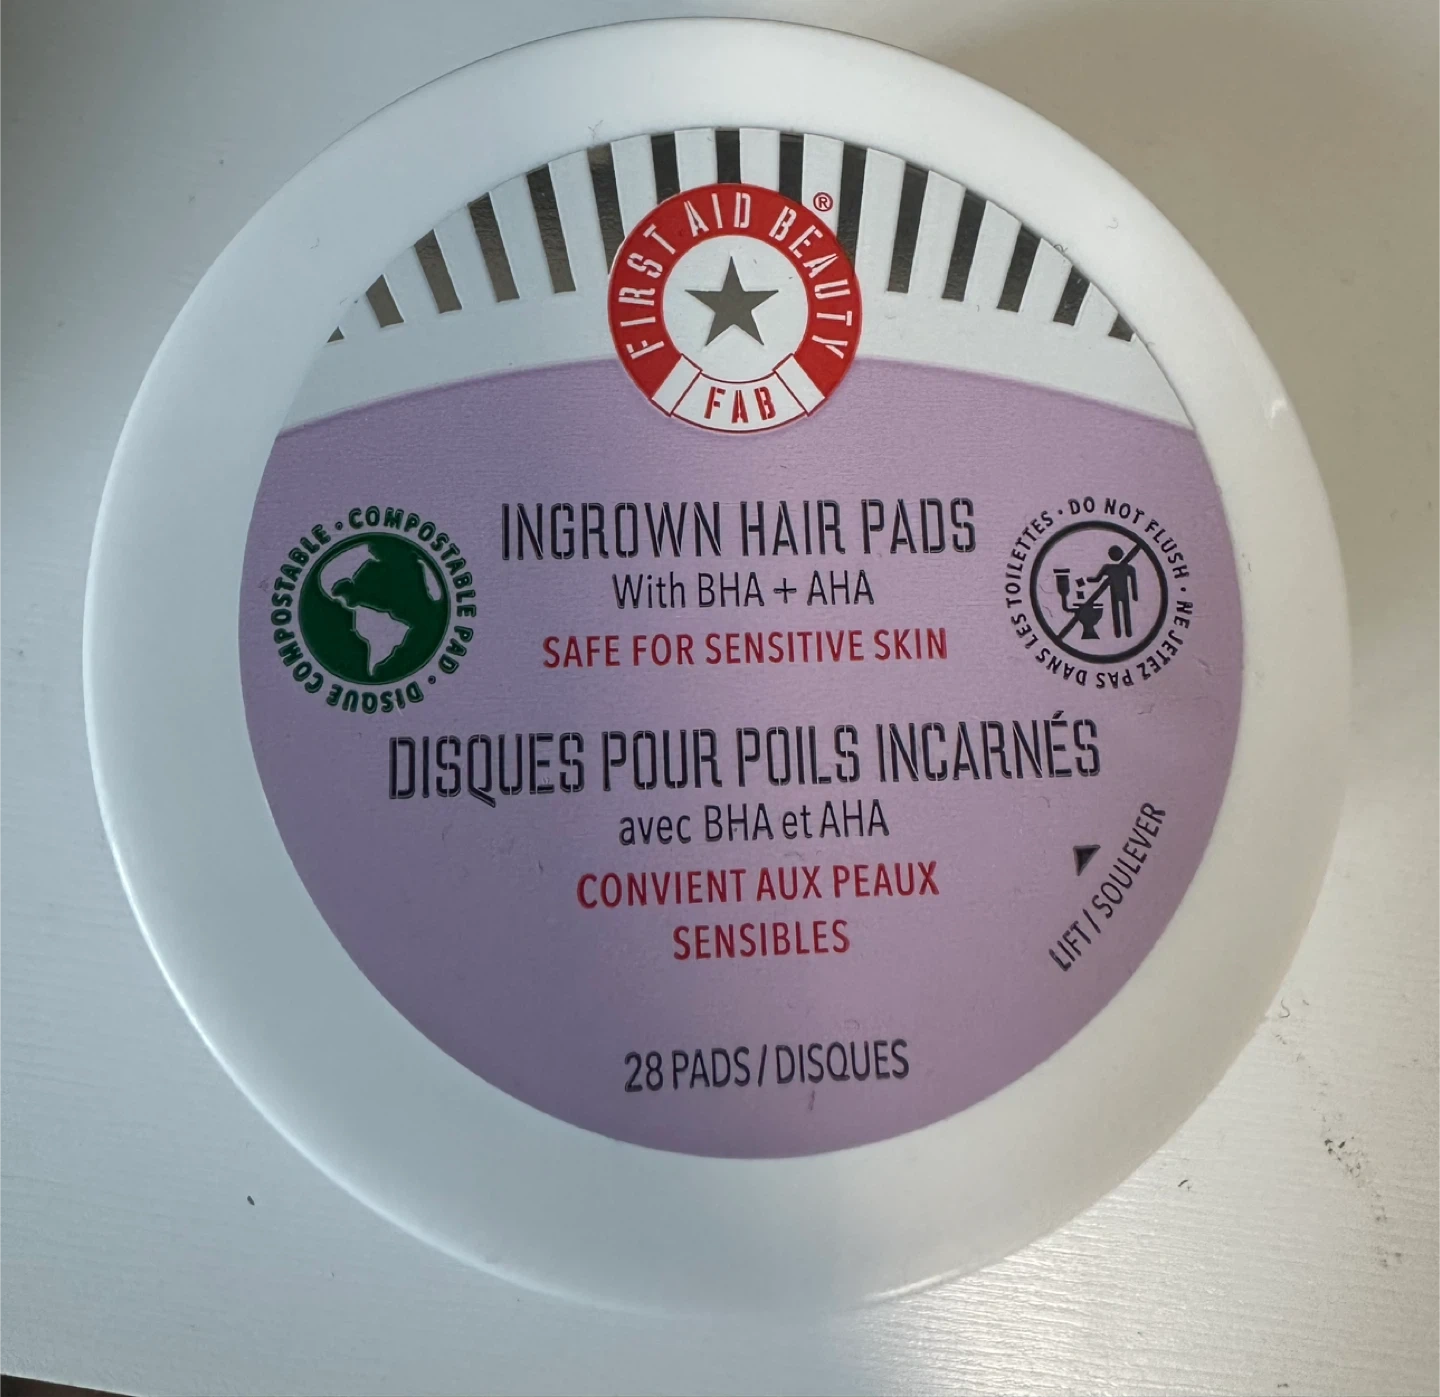 FIRST AID BEAUTY
®
FAB
COMPOSTABLE PAD · DISQUE COMPOSTABLE ·
INGROWN HAIR PADS
With BHA + AHA
SAFE FOR SENSITIVE SKIN
DO NOT FLUSH · NE JETEZ PAS DANS LES TOILETTES ·
DISQUES POUR POILS INCARNÉS
avec BHA et AHA
CONVIENT AUX PEAUX
SENSIBLES
LIFT / SOULEVER
28 PADS / DISQUES